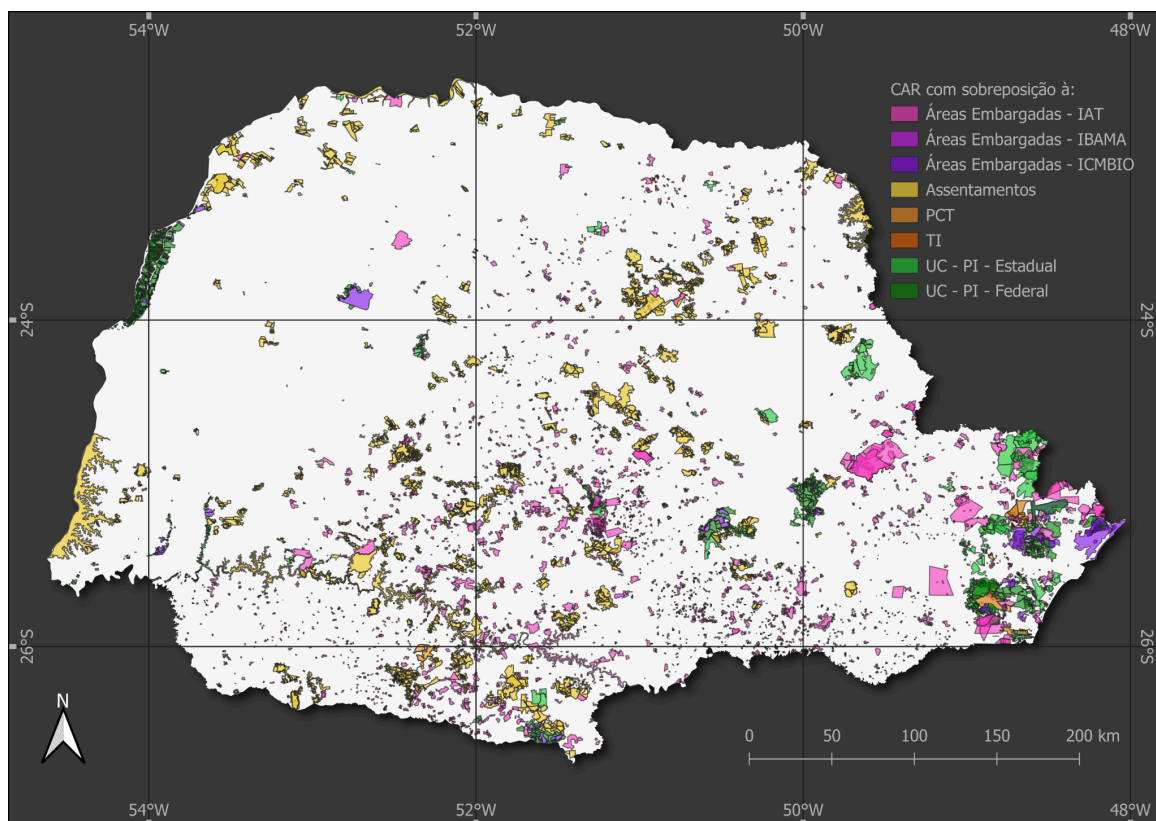 54°W 52°W 50°W 48°W
CAR com sobreposição à:
Áreas Embargadas - IAT
Áreas Embargadas - IBAMA
Áreas Embargadas - ICMBIO
Assentamentos
PCT
TI
UC - PI - Estadual
UC - PI - Federal
24°S 24°S
26°S 26°S
N
0 50 100 150 200 km
54°W 52°W 50°W 48°W